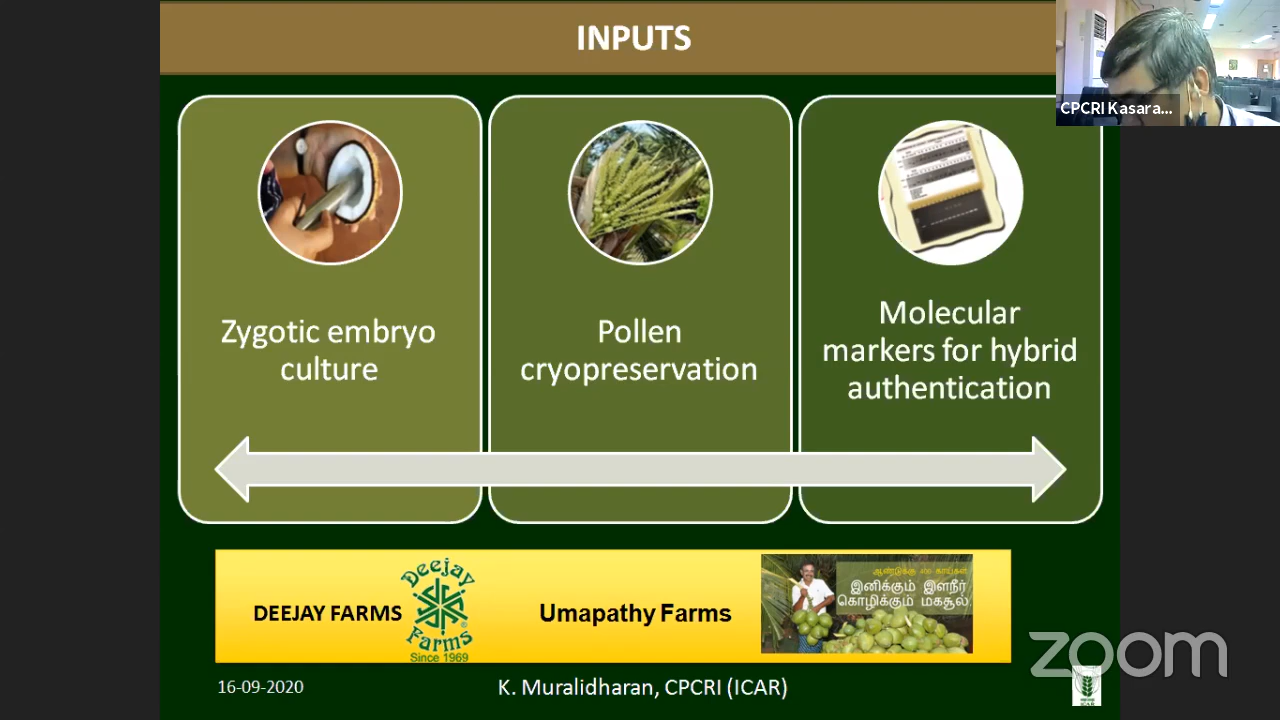 INPUTS
CPCRI Kasara...
Zygotic embryo
culture
Pollen
cryopreservation
Molecular
markers for hybrid
authentication
DEEJAY FARMS
Deejay
Farms
Since 1969
Umapathy Farms
ஆண்டுக்கு 400 காய்கள்
இனிக்கும் இளநீர்
கொழிக்கும் மகசூல்
zoom
16-09-2020
K. Muralidharan, CPCRI (ICAR)
ICAR